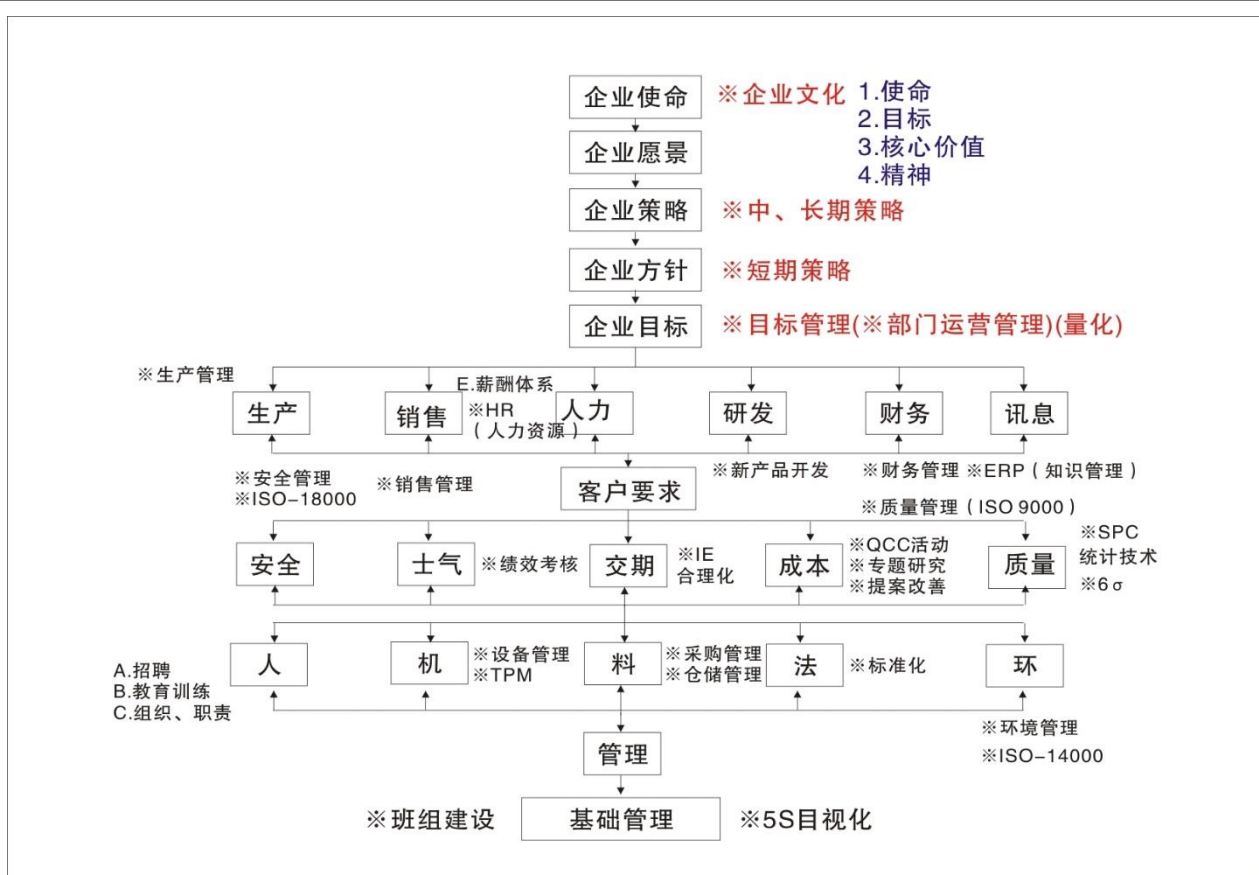 企业使命
※企业文化
1.使命
2.目标
3.核心价值
4.精神
企业愿景
企业策略
※中、长期策略
企业方针
※短期策略
企业目标
※目标管理(※部门运营管理)(量化)
※生产管理
E.薪酬体系
生产
销售
※HR
（人力资源）
人力
研发
财务
讯息
※安全管理
※ISO-18000
※销售管理
客户要求
※新产品开发
※财务管理
※ERP（知识管理）
※质量管理（ISO 9000）
安全
士气
※绩效考核
交期
※IE
合理化
成本
※QCC活动
※专题研究
※提案改善
质量
※SPC
统计技术
※6σ
A.招聘
B.教育训练
C.组织、职责
人
机
※设备管理
※TPM
料
※采购管理
※仓储管理
法
※标准化
环
※环境管理
※ISO-14000
管理
※班组建设
基础管理
※5S目视化